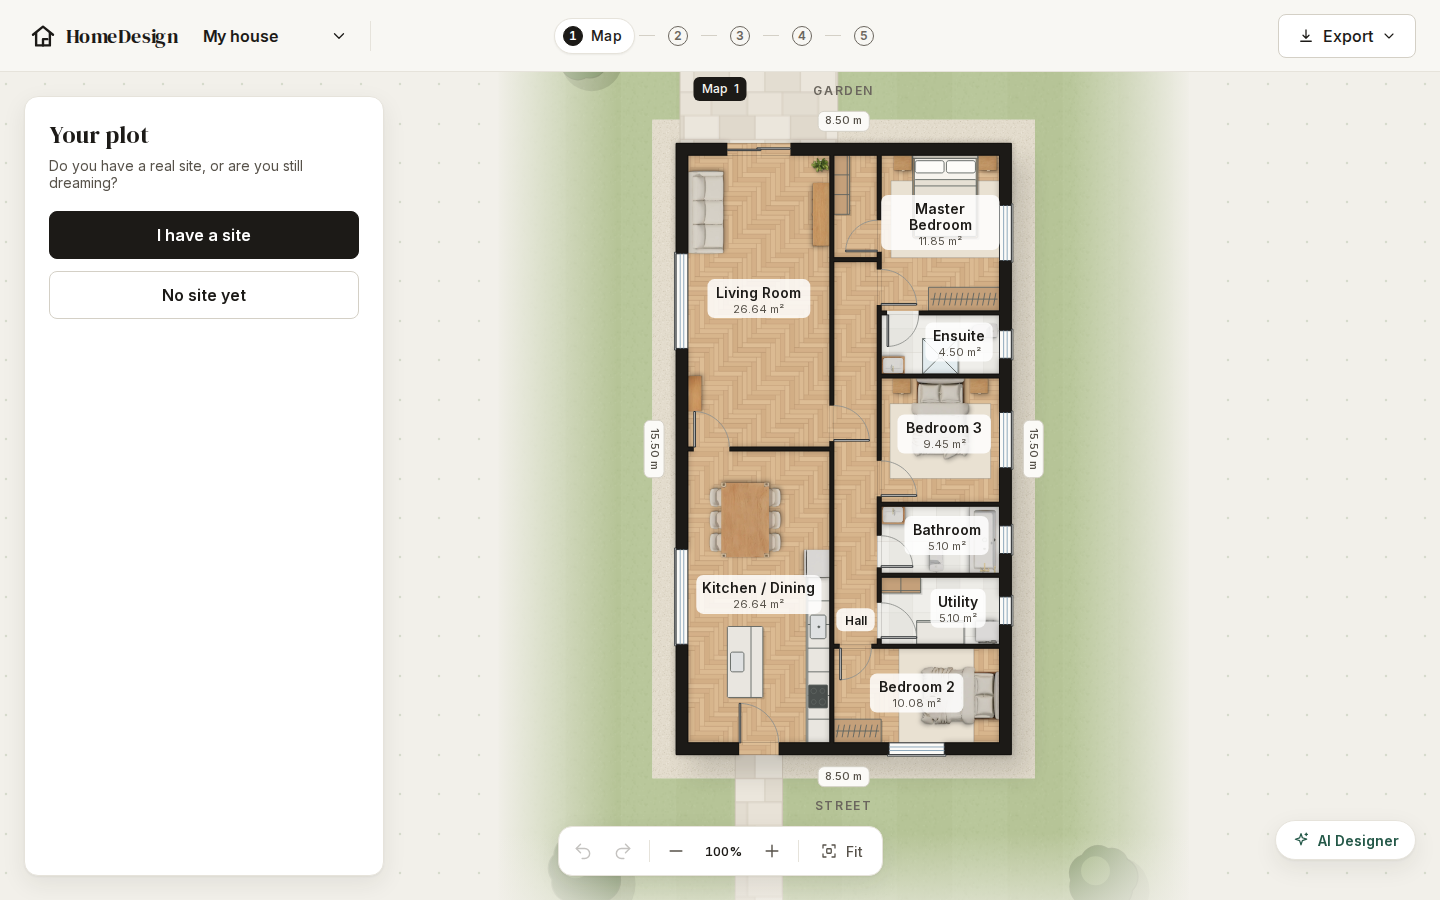 HomeDesign
My house
1 Map
2
3
4
5
Export
Your plot
Do you have a real site, or are you still
dreaming?
I have a site
No site yet
Map 1
GARDEN
8.50 m
Master
Bedroom
11.85 m²
Living Room
26.64 m²
Ensuite
4.50 m²
15.50 m
Bedroom 3
9.45 m²
15.50 m
Bathroom
5.10 m²
Kitchen / Dining
26.64 m²
Utility
5.10 m²
Hall
Bedroom 2
10.08 m²
8.50 m
STREET
100%
Fit
AI Designer